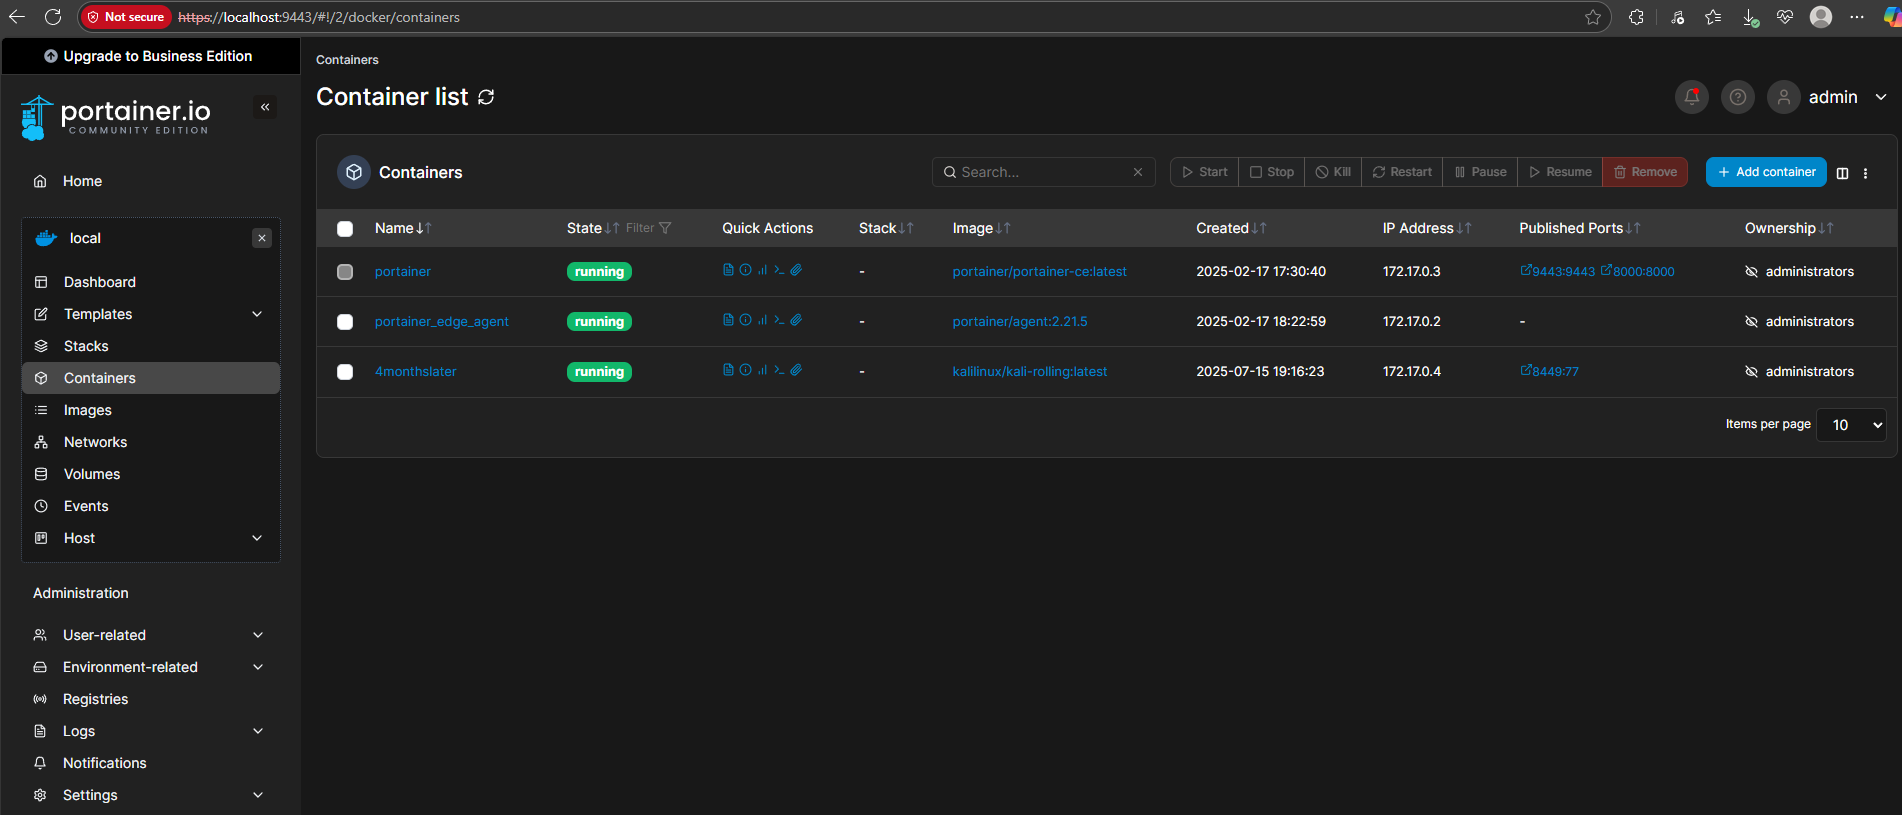 Not secure https://localhost:9443/#!/2/docker/containers
Upgrade to Business Edition
portainer.io
COMMUNITY EDITION
Home
local
Dashboard
Templates
Stacks
Containers
Images
Networks
Volumes
Events
Host
Administration
User-related
Environment-related
Registries
Logs
Notifications
Settings
Containers
Container list
admin
Containers
Search...
Start Stop Kill Restart Pause Resume Remove
Add container
Name State Filter Quick Actions Stack Image Created IP Address Published Ports Ownership
portainer running - portainer/portainer-ce:latest 2025-02-17 17:30:40 172.17.0.3 9443:9443 8000:8000 administrators
portainer_edge_agent running - portainer/agent:2.21.5 2025-02-17 18:22:59 172.17.0.2 - administrators
4monthslater running - kalilinux/kali-rolling:latest 2025-07-15 19:16:23 172.17.0.4 8449:77 administrators
Items per page 10